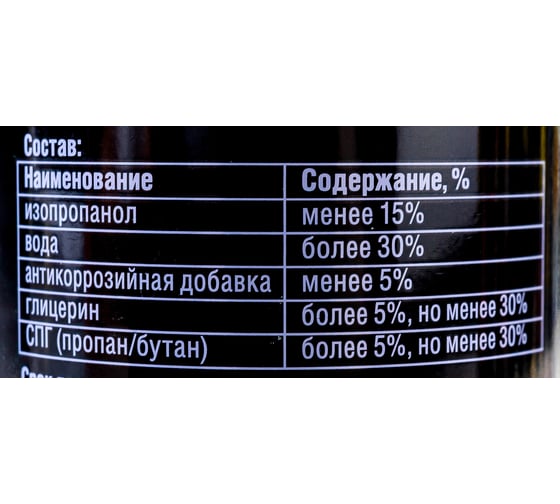 Состав:
Наименование Содержание, %
изопропанол менее 15%
вода более 30%
антикоррозийная добавка менее 5%
глицерин более 5%, но менее 30%
СПГ (пропан/бутан) более 5%, но менее 30%